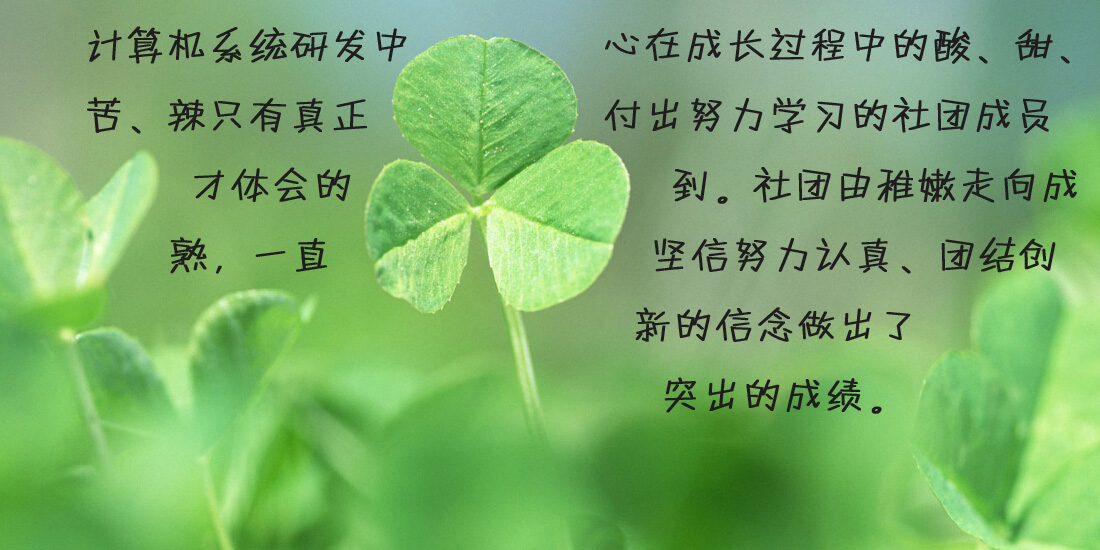 计算机系统研发中心在成长过程中的酸、甜、
苦、辣只有真正付出努力学习的社团成员
才体会的到。社团由稚嫩走向成
熟，一直坚信努力认真、团结创
新的信念做出了
突出的成绩。